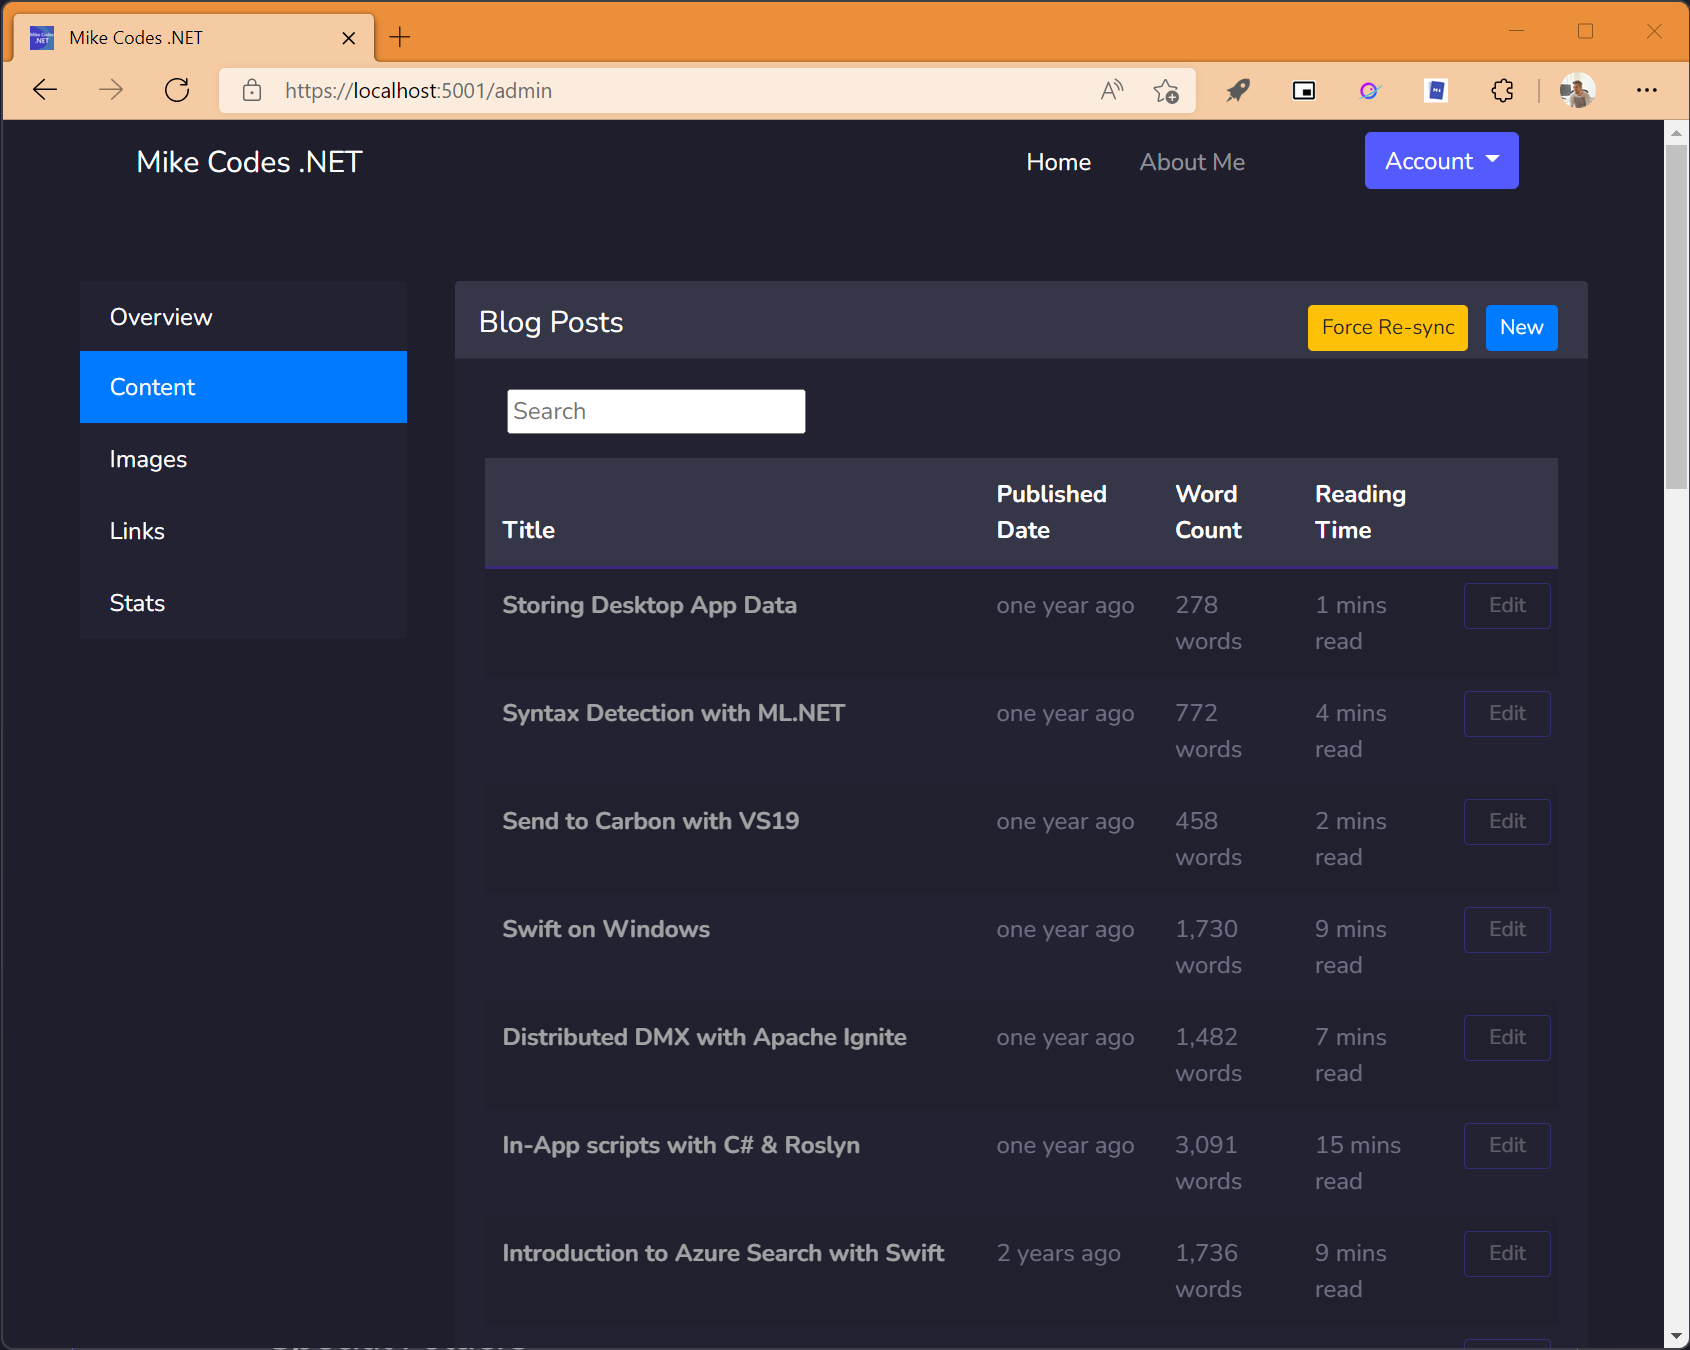 Mike Codes .NET
https://localhost:5001/admin
Mike Codes .NET
Home
About Me
Account
Overview
Content
Images
Links
Stats
Blog Posts
Force Re-sync
New
Search
Title
Published Date
Word Count
Reading Time
Storing Desktop App Data
one year ago
278 words
1 mins read
Edit
Syntax Detection with ML.NET
one year ago
772 words
4 mins read
Edit
Send to Carbon with VS19
one year ago
458 words
2 mins read
Edit
Swift on Windows
one year ago
1,730 words
9 mins read
Edit
Distributed DMX with Apache Ignite
one year ago
1,482 words
7 mins read
Edit
In-App scripts with C# & Roslyn
one year ago
3,091 words
15 mins read
Edit
Introduction to Azure Search with Swift
2 years ago
1,736 words
9 mins read
Edit